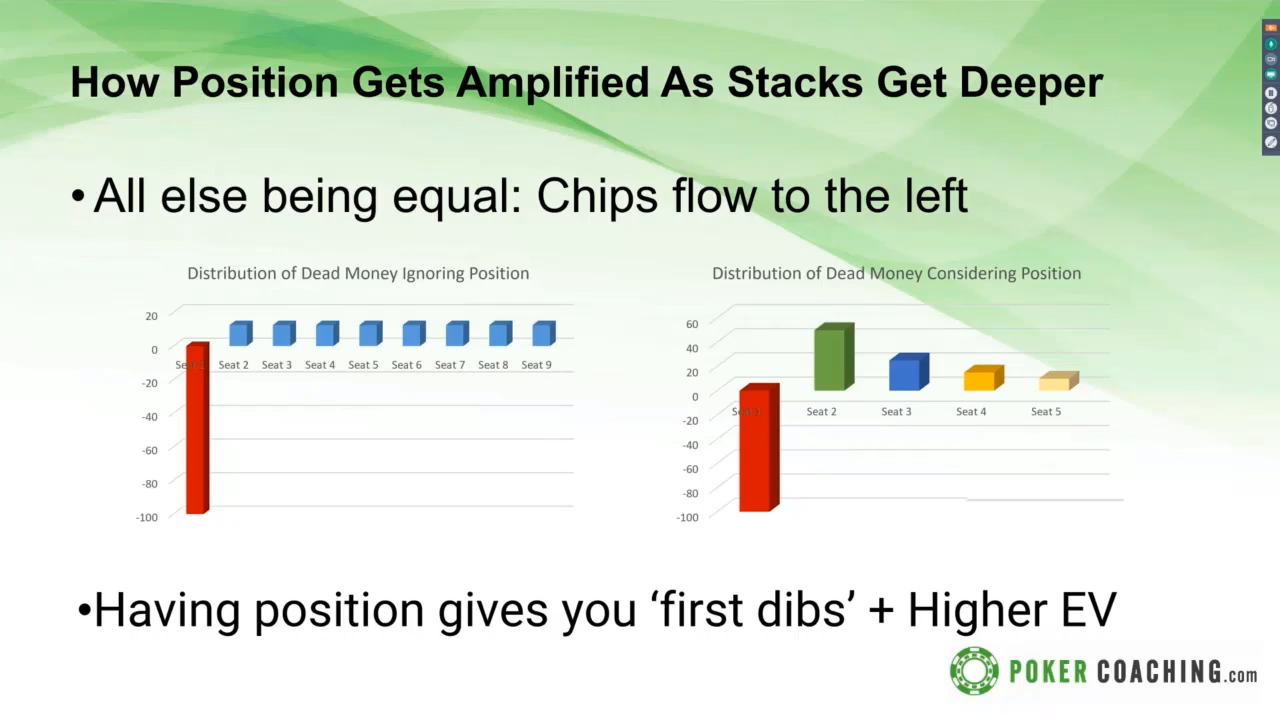 How Position Gets Amplified As Stacks Get Deeper
• All else being equal: Chips flow to the left
Distribution of Dead Money Ignoring Position
20
0
-20
-40
-60
-80
-100
Seat 1 Seat 2 Seat 3 Seat 4 Seat 5 Seat 6 Seat 7 Seat 8 Seat 9
Distribution of Dead Money Considering Position
60
40
20
0
-20
-40
-60
-80
-100
Seat 1 Seat 2 Seat 3 Seat 4 Seat 5
•Having position gives you ‘first dibs’ + Higher EV
POKER COACHING.com